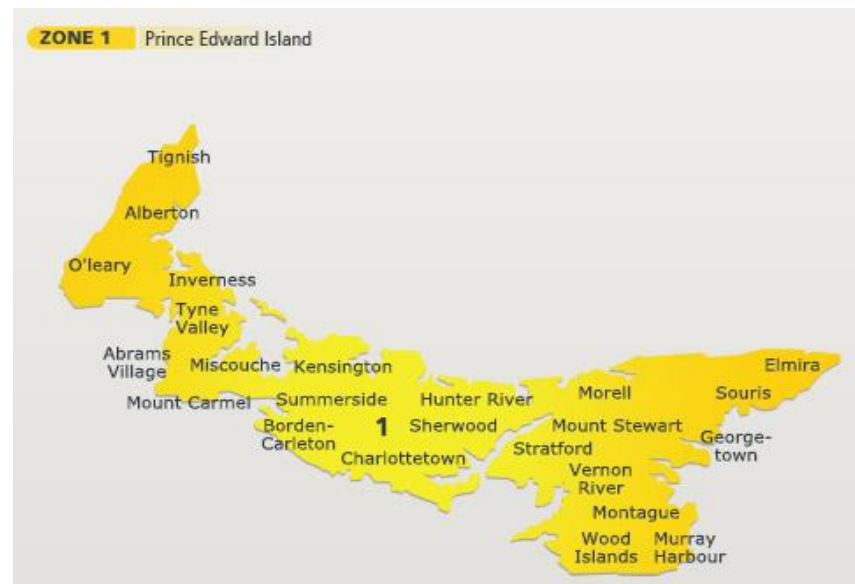 ZONE 1 Prince Edward Island
Tignish
Alberton
O'leary
Inverness
Tyne
Valley
Abrams
Village
Miscouche
Kensington
Elmira
Mount Carmel
Summerside
Hunter River
Morell
Souris
Borden-
Carleton
1
Sherwood
Mount Stewart
George-
town
Charlottetown
Stratford
Vernon
River
Montague
Wood
Islands
Murray
Harbour